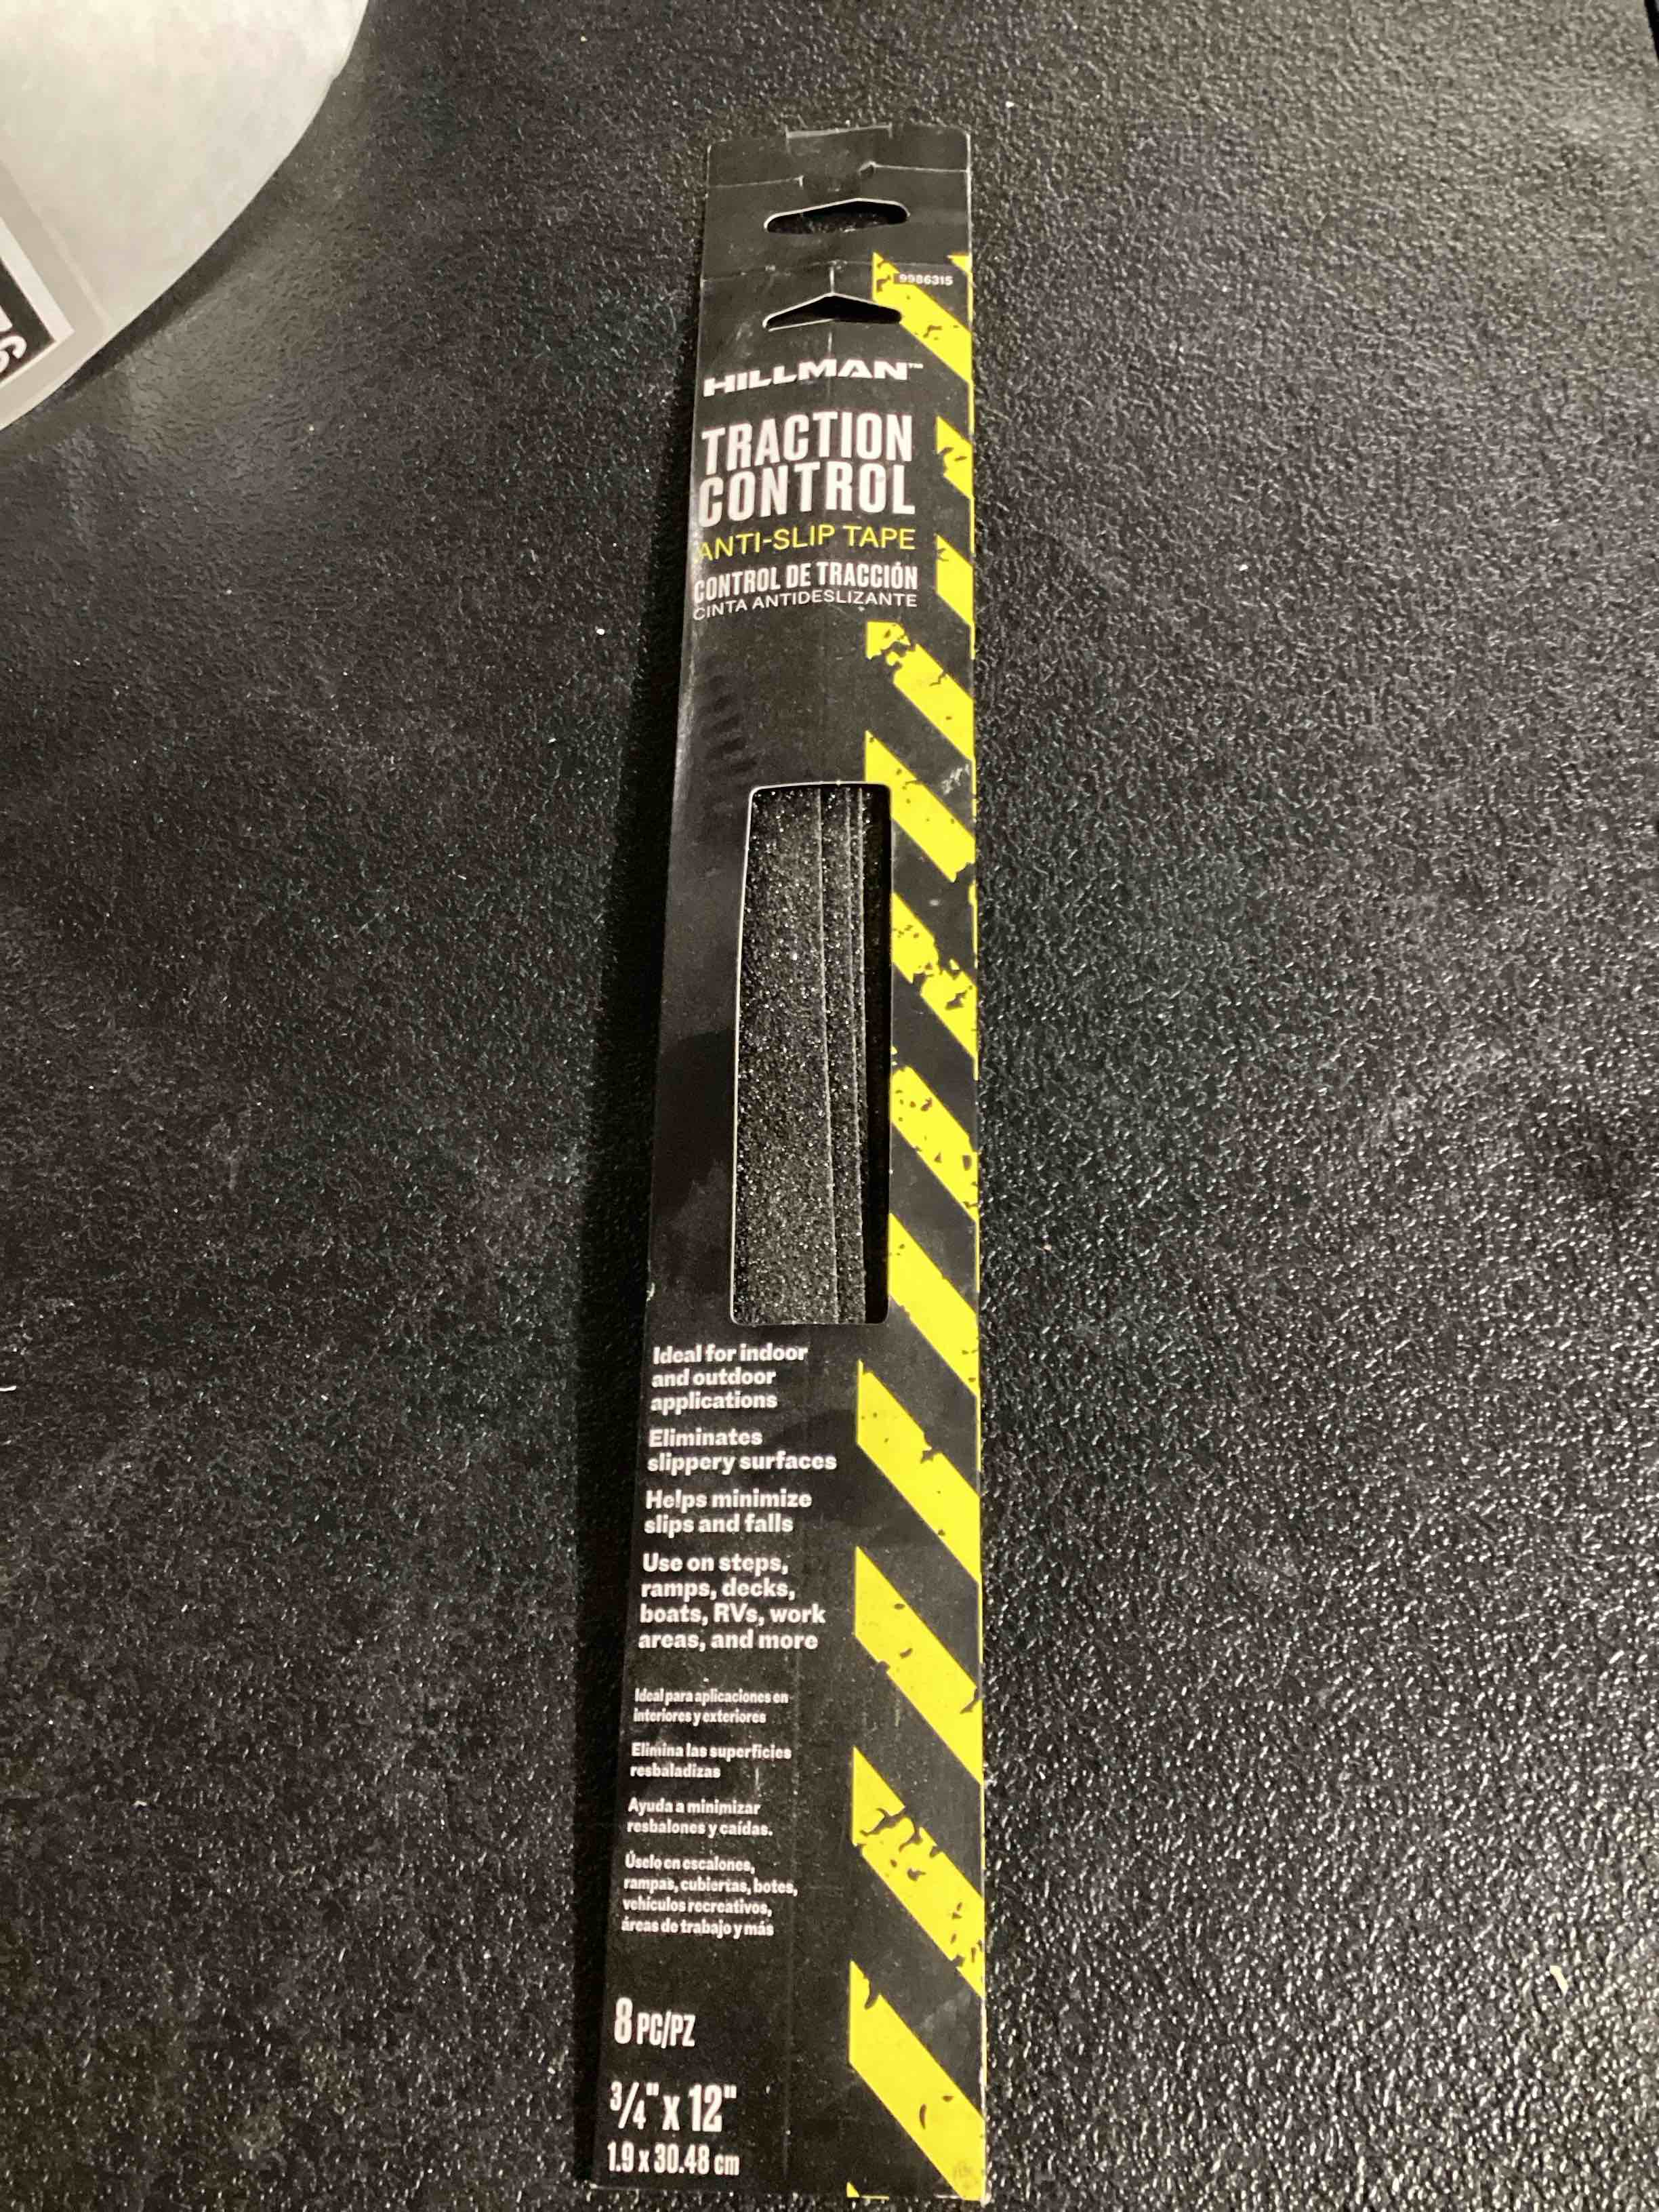 9986315
HILLMAN™
TRACTION
CONTROL
ANTI-SLIP TAPE
CONTROL DE TRACCIÓN
CINTA ANTIDESLIZANTE
Ideal for indoor
and outdoor
applications
Eliminates
slippery surfaces
Helps minimize
slips and falls
Use on steps,
ramps, decks,
boats, RVs, work
areas, and more
Ideal para aplicaciones en
interiores y exteriores
Elimina las superficies
resbaladizas
Ayuda a minimizar
resbalones y caídas.
Úselo en escalones,
rampas, cubiertas, botes,
vehículos recreativos,
áreas de trabajo y más
8 PC/PZ
3/4" x 12"
1.9 x 30.48 cm